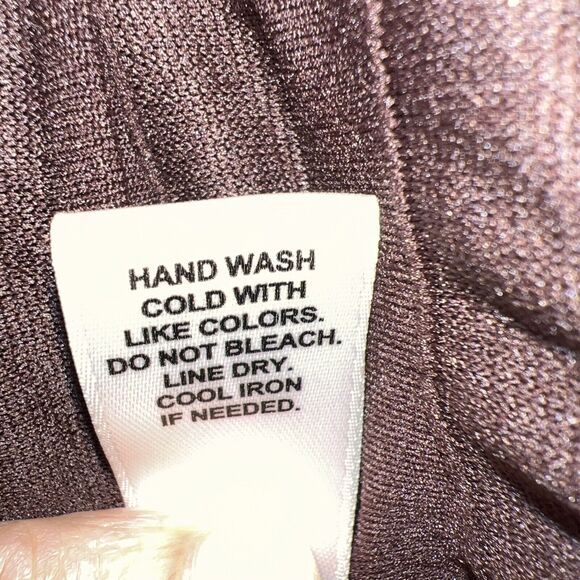 HAND WASH
COLD WITH
LIKE COLORS.
DO NOT BLEACH.
LINE DRY.
COOL IRON
IF NEEDED.